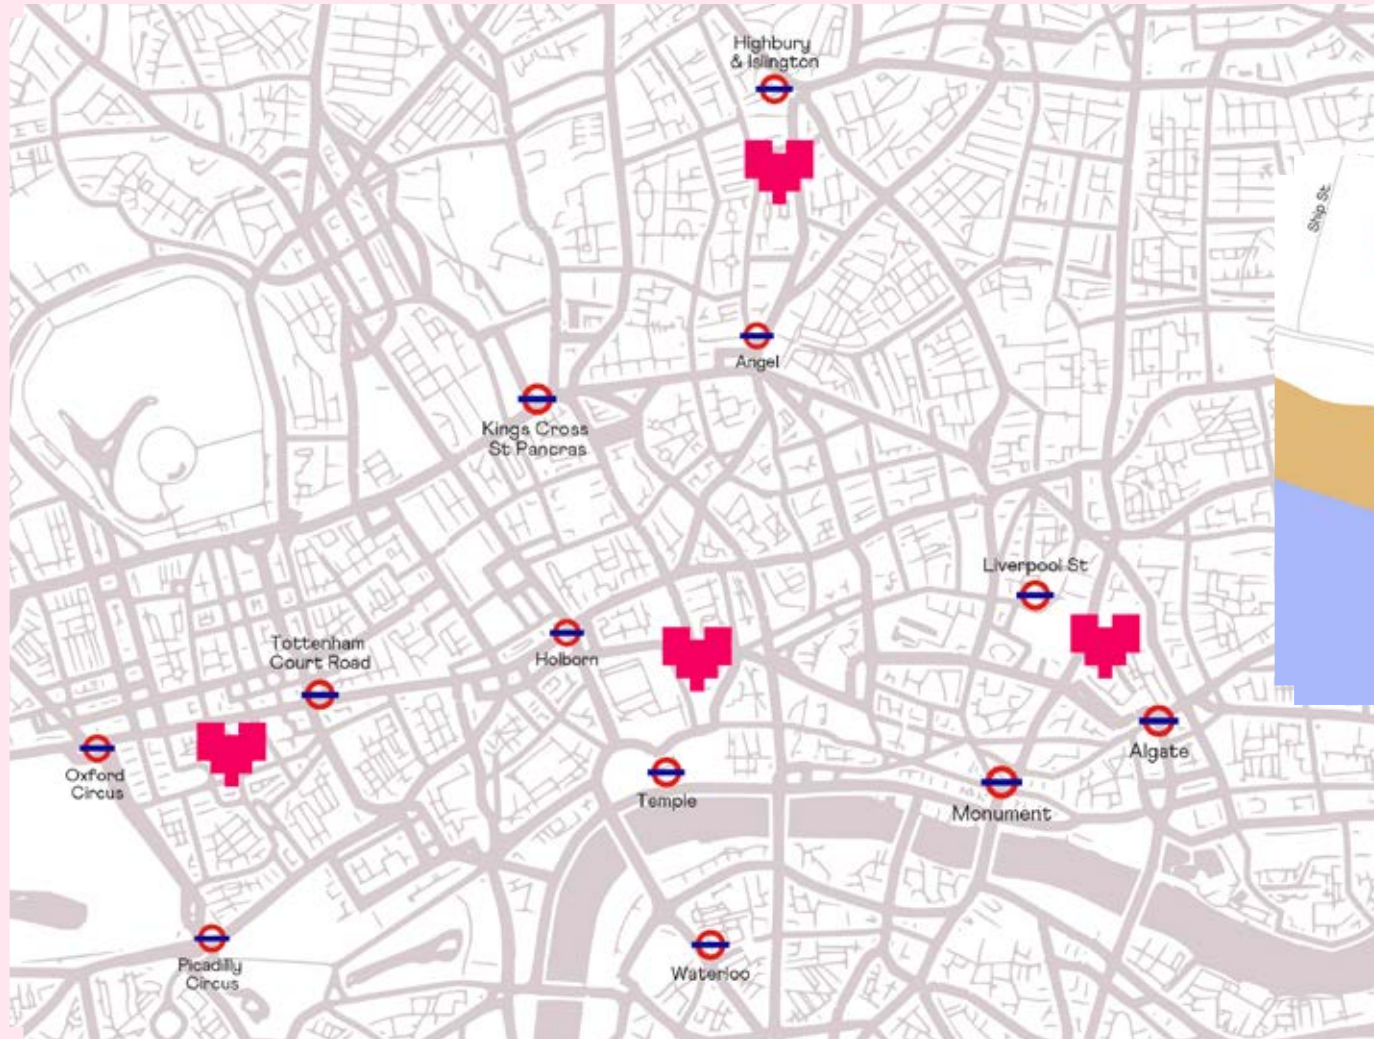 Highbury
& Islington
Ship St.
Angel
Kings Cross
St Pancras
Liverpool St
Tottenham
Court Road
Holborn
Oxford
Circus
Algate
Temple
Monument
Picadilly
Circus
Waterloo